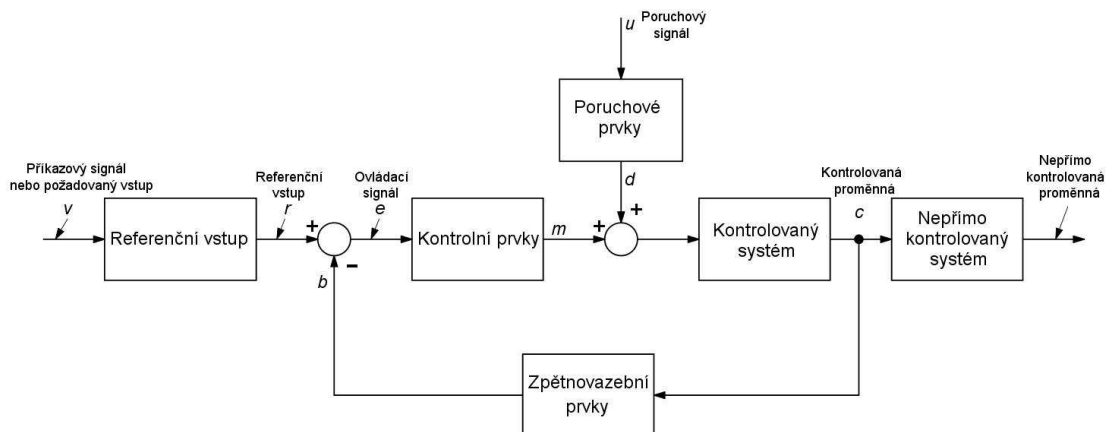 u Poruchový
signál
Poruchové
prvky
Příkazový signál
nebo požadovaný vstup
v
Referenční vstup
Referenční
vstup
r
+
−
b
Ovládací
signál
e
Kontrolní prvky
m
d
+
+
Kontrolovaný
systém
Kontrolovaná
proměnná
c
Nepřímo
kontrolovaný
systém
Nepřímo
kontrolovaná
proměnná
Zpětnovazební
prvky